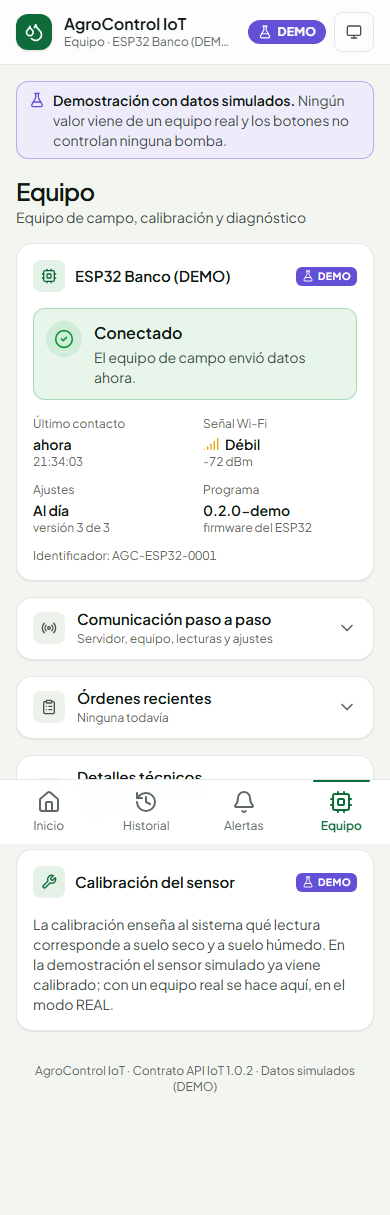 AgroControl IoT
Equipo · ESP32 Banco (DEM...
DEMO
Demostración con datos simulados. Ningún
valor viene de un equipo real y los botones no
controlan ninguna bomba.
Equipo
Equipo de campo, calibración y diagnóstico
ESP32 Banco (DEMO)
DEMO
Conectado
El equipo de campo envió datos
ahora.
Último contacto
ahora
21:34:03
Señal Wi-Fi
Débil
-72 dBm
Ajustes
Al día
versión 3 de 3
Programa
0.2.0-demo
firmware del ESP32
Identificador: AGC-ESP32-0001
Comunicación paso a paso
Servidor, equipo, lecturas y ajustes
Órdenes recientes
Ninguna todavía
Detalles técnicos
Inicio
Historial
Alertas
Equipo
Calibración del sensor
DEMO
La calibración enseña al sistema qué lectura
corresponde a suelo seco y a suelo húmedo. En
la demostración el sensor simulado ya viene
calibrado; con un equipo real se hace aquí, en el
modo REAL.
AgroControl IoT · Contrato API IoT 1.0.2 · Datos simulados
(DEMO)